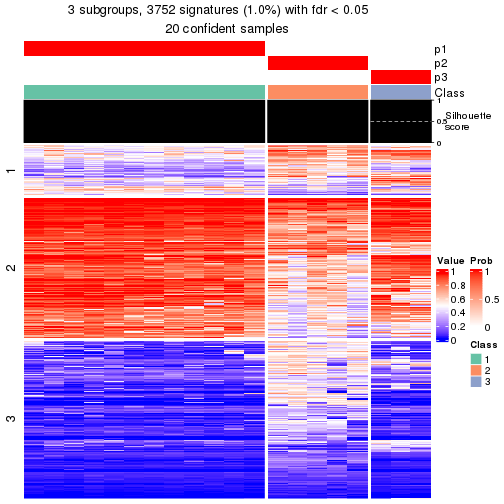 3 subgroups, 3752 signatures (1.0%) with fdr < 0.05
20 confident samples
p1
p2
p3
Class
1
0.5
0
Silhouette
score
1
2
3
Value
1
0.8
0.6
0.4
0.2
0
Prob
1
0.5
0
Class
1
2
3